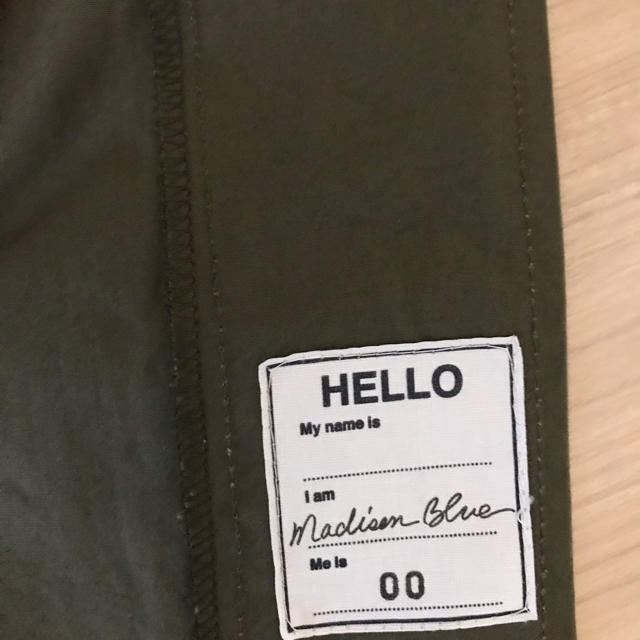 HELLO
My name is
I am
Madison Blue
Me is
00